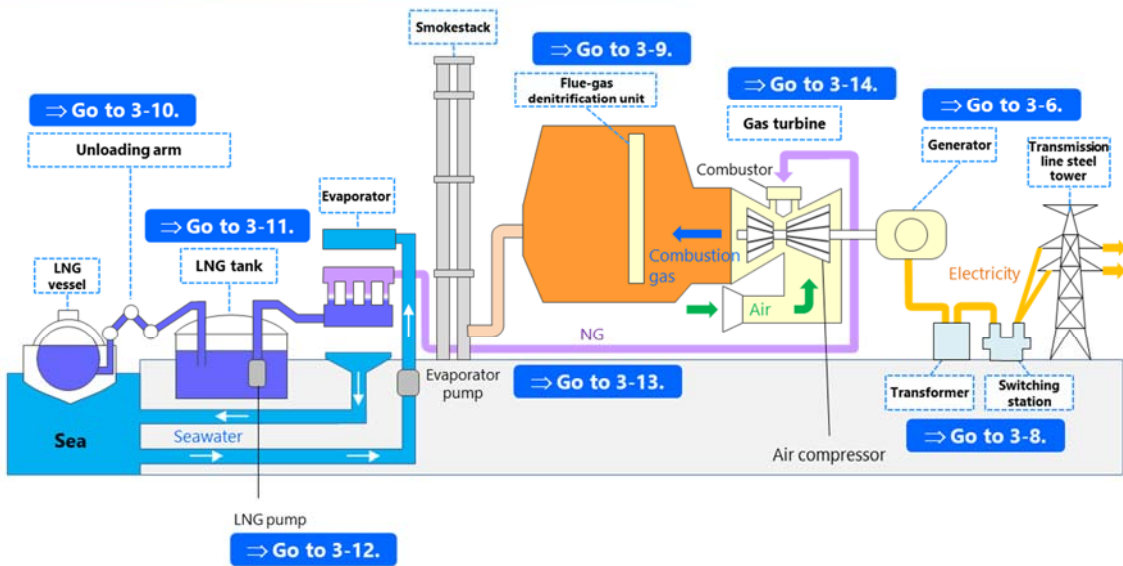 Smokestack
⇒ Go to 3-9.
Flue-gas
denitrification unit
⇒ Go to 3-14.
Gas turbine
⇒ Go to 3-6.
Generator
Transmission
line steel
tower
⇒ Go to 3-10.
Unloading arm
Combustor
Evaporator
⇒ Go to 3-11.
LNG tank
LNG
vessel
Combustion
gas
Electricity
Air
NG
Evaporator
pump
⇒ Go to 3-13.
Transformer
Switching
station
⇒ Go to 3-8.
Sea
Seawater
Air compressor
LNG pump
⇒ Go to 3-12.